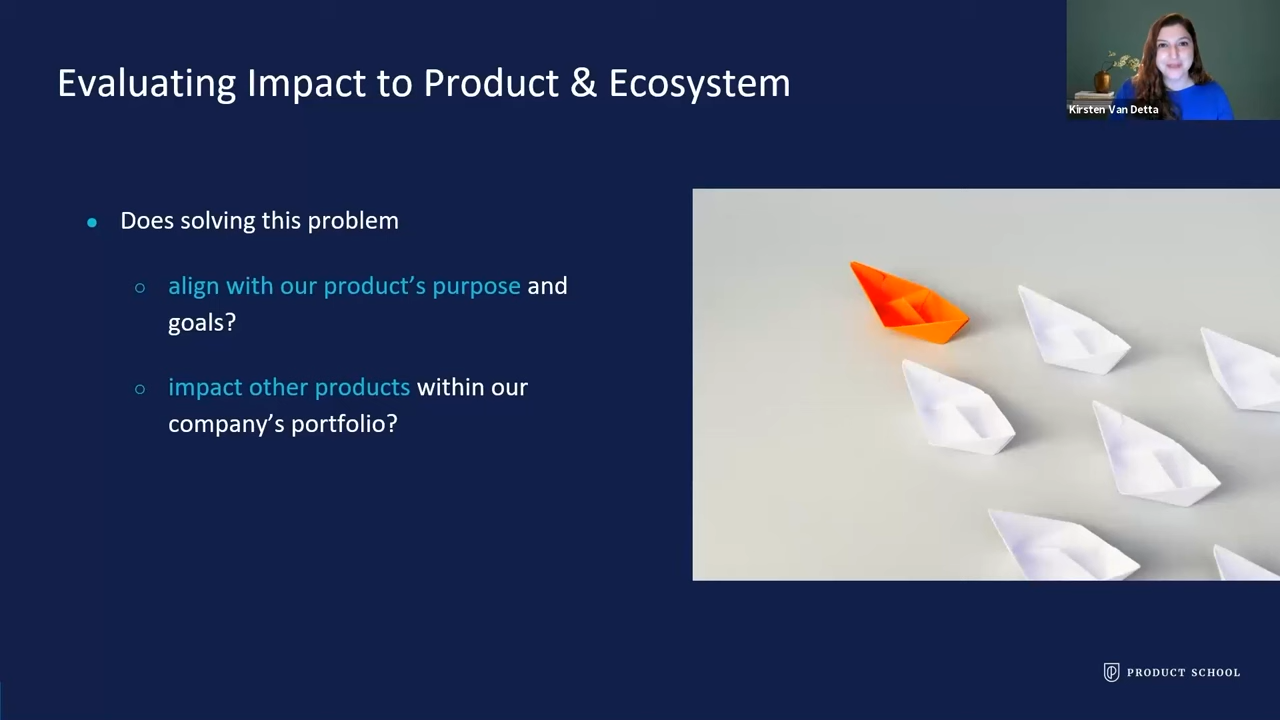 Evaluating Impact to Product & Ecosystem
Kirsten Van Detta
Does solving this problem
align with our product’s purpose and
goals?
impact other products within our
company’s portfolio?
PRODUCT SCHOOL